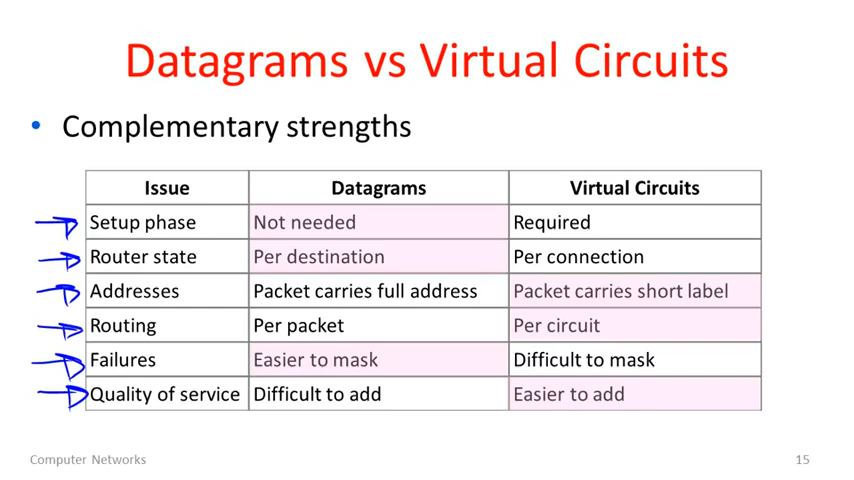 Datagrams vs Virtual Circuits
• Complementary strengths
Issue Datagrams Virtual Circuits
Setup phase Not needed Required
Router state Per destination Per connection
Addresses Packet carries full address Packet carries short label
Routing Per packet Per circuit
Failures Easier to mask Difficult to mask
Quality of service Difficult to add Easier to add
Computer Networks 15